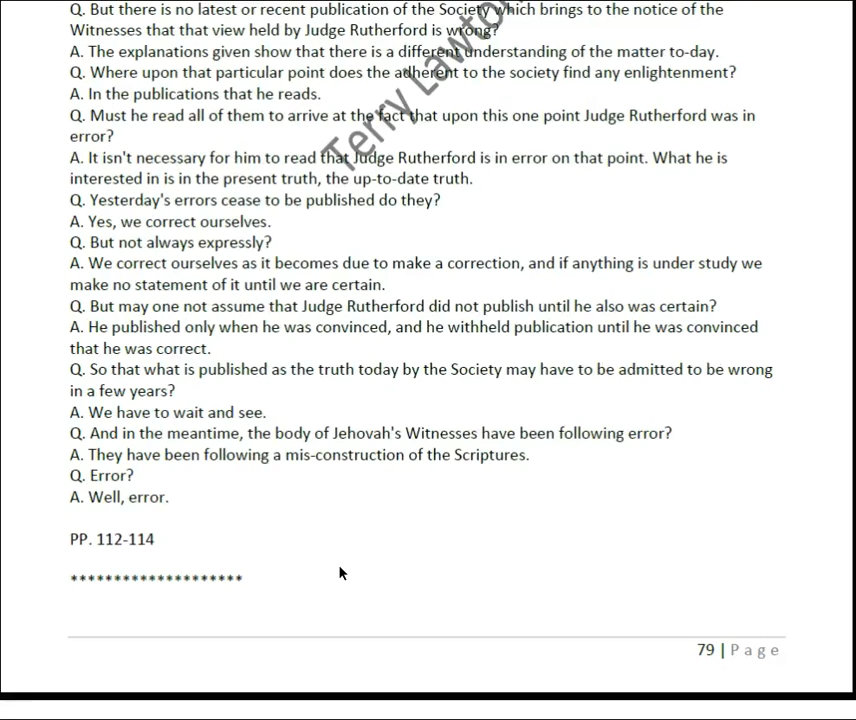 Q. But there is no latest or recent publication of the Society which brings to the notice of the
Witnesses that that view held by Judge Rutherford is wrong?
A. The explanations given show that there is a different understanding of the matter to-day.
Q. Where upon that particular point does the adherent to the society find any enlightenment?
A. In the publications that he reads.
Q. Must he read all of them to arrive at the fact that upon this one point Judge Rutherford was in
error?
A. It isn't necessary for him to read that Judge Rutherford is in error on that point. What he is
interested in is in the present truth, the up-to-date truth.
Q. Yesterday's errors cease to be published do they?
A. Yes, we correct ourselves.
Q. But not always expressly?
A. We correct ourselves as it becomes due to make a correction, and if anything is under study we
make no statement of it until we are certain.
Q. But may one not assume that Judge Rutherford did not publish until he also was certain?
A. He published only when he was convinced, and he withheld publication until he was convinced
that he was correct.
Q. So that what is published as the truth today by the Society may have to be admitted to be wrong
in a few years?
A. We have to wait and see.
Q. And in the meantime, the body of Jehovah's Witnesses have been following error?
A. They have been following a mis-construction of the Scriptures.
Q. Error?
A. Well, error.
PP. 112-114
*********************
79 | P a g e
Terry Lawto